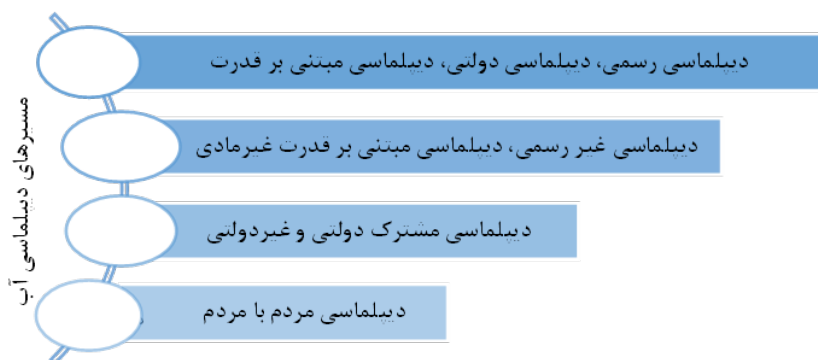 مسیرهای دیپلماسی آب
دیپلماسی رسمی، دیپلماسی دولتی، دیپلماسی مبتنی بر قدرت
دیپلماسی غیر رسمی، دیپلماسی مبتنی بر قدرت غیرمادی
دیپلماسی مشترک دولتی و غیردولتی
دیپلماسی مردم با مردم